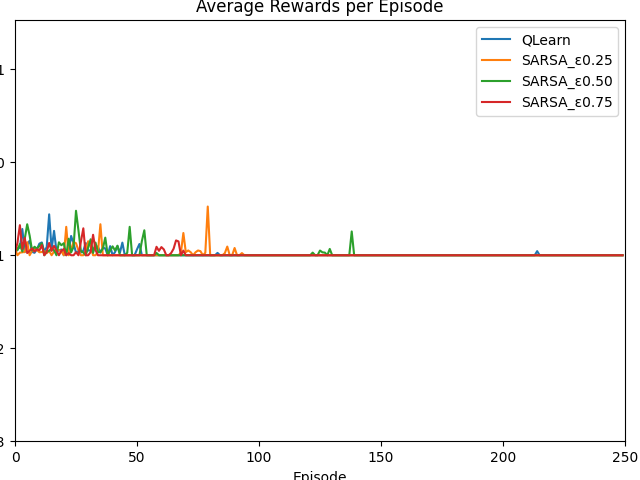 Average Rewards per Episode
QLearn
SARSA_ε0.25
SARSA_ε0.50
SARSA_ε0.75
1
0
1
2
3
0 50 100 150 200 250
Episode